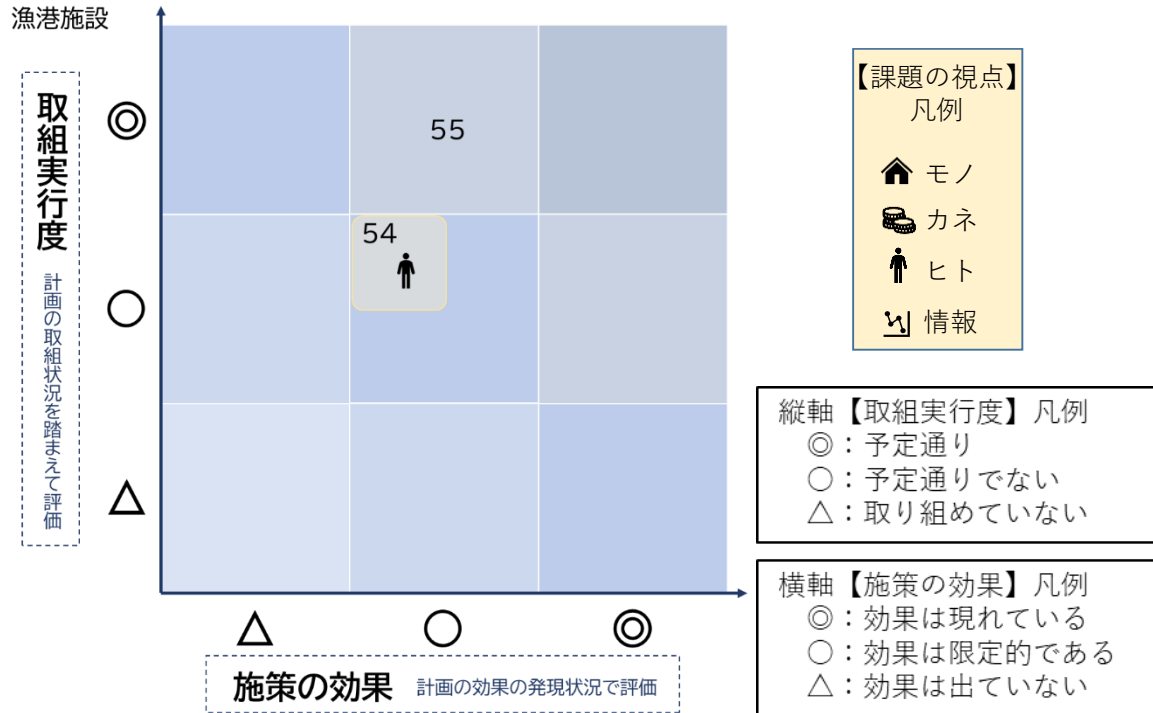 漁港施設
取組実行度
計画の取組状況を踏まえて評価
◎
○
△
55
54
△
○
◎
施策の効果 計画の効果の発現状況で評価
【課題の視点】
凡例
モノ
カネ
ヒト
情報
縦軸【取組実行度】凡例
◎：予定通り
○：予定通りでない
△：取り組めていない
横軸【施策の効果】凡例
◎：効果は現れている
○：効果は限定的である
△：効果は出ていない